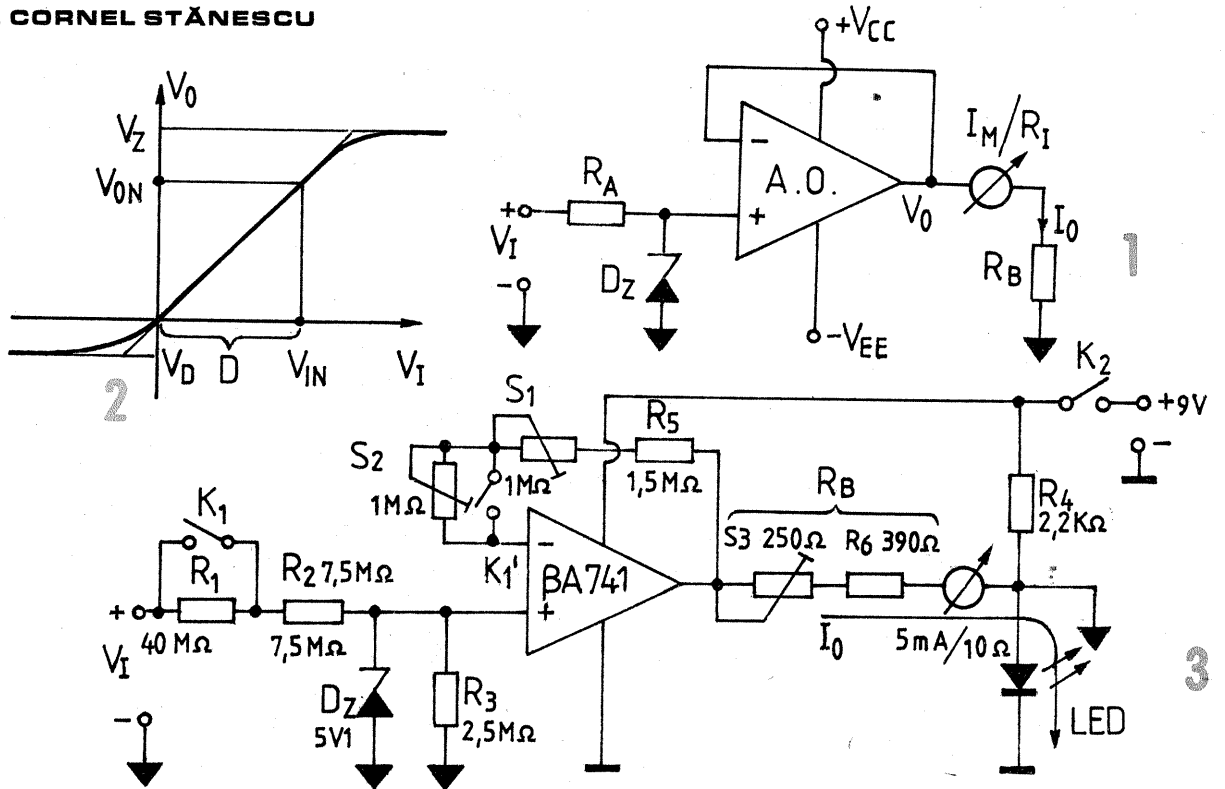 CORNEL STĂNESCU
V0
VZ
V0N
VD D VIN VI
2
+VCC
IM/RI
A.O.
-
+
RA
+
VI
-
DZ
V0
I0
RB
-VEE
1
K2
+9V
-
S1
1MΩ
R5
1,5MΩ
S2
1MΩ
K1'
K1
R1
40MΩ
R2 7,5MΩ
7,5MΩ
+
VI
-
DZ
5V1
R3
2,5MΩ
-
+
βA741
RB
S3 250Ω
R6 390Ω
I0
5mA/10Ω
R4
2,2KΩ
LED
3